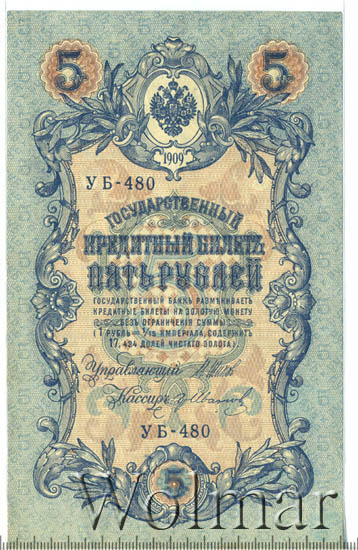 5 5
1909
УБ-480
ГОСУДАРСТВЕННЫЙ
КРЕДИТНЫЙ БИЛЕТЪ
ПЯТЬ РУБЛЕЙ
ГОСУДАРСТВЕННЫЙ БАНКЪ РАЗМѢНИВАЕТЪ
КРЕДИТНЫЕ БИЛЕТЫ НА ЗОЛОТУЮ МОНЕТУ
БЕЗЪ ОГРАНИЧЕНІЯ СУММЫ
(1 РУБЛЬ = 1/15 ИМПЕРІАЛА, СОДЕРЖИТЪ
17,424 ДОЛЕЙ ЧИСТАГО ЗОЛОТА).
Управляющій
Кассиръ
УБ-480
5
Wolmar